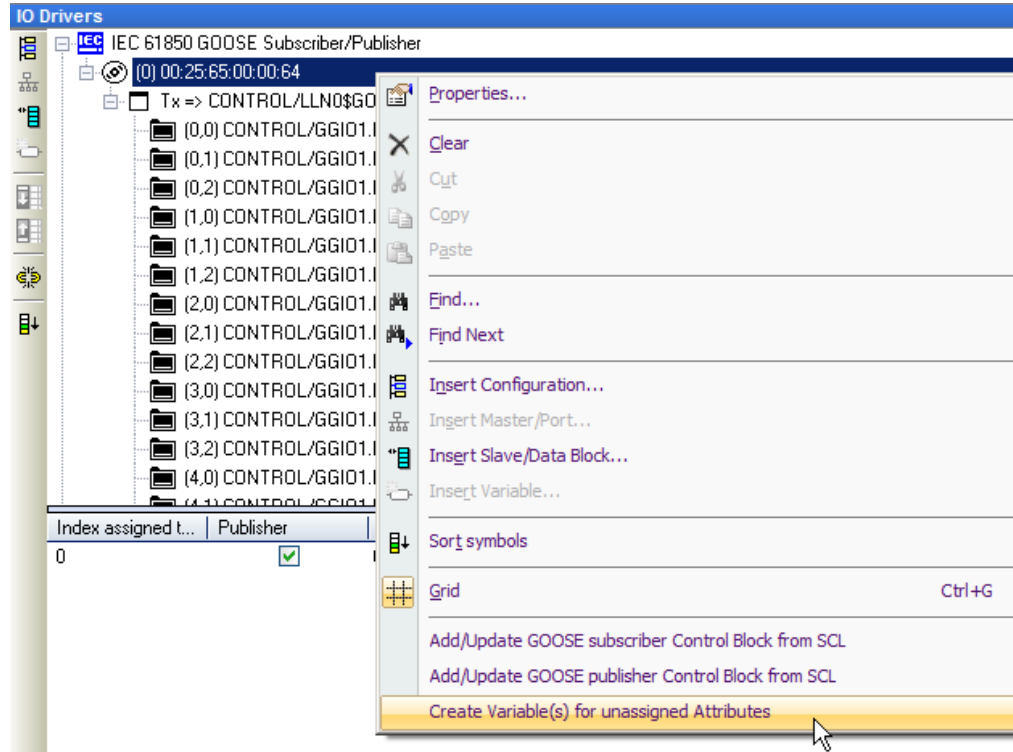 IO Drivers
IEC IEC 61850 GOOSE Subscriber/Publisher
(0) 00:25:65:00:00:64
Tx => CONTROL/LLN0$GO
(0,0) CONTROL/GGIO1.
(0,1) CONTROL/GGIO1.
(0,2) CONTROL/GGIO1.
(1,0) CONTROL/GGIO1.
(1,1) CONTROL/GGIO1.
(1,2) CONTROL/GGIO1.
(2,0) CONTROL/GGIO1.
(2,1) CONTROL/GGIO1.
(2,2) CONTROL/GGIO1.
(3,0) CONTROL/GGIO1.
(3,1) CONTROL/GGIO1.
(3,2) CONTROL/GGIO1.
(4,0) CONTROL/GGIO1.
(4,1) CONTROL/GGIO1
Index assigned t... Publisher
0
Properties...
Clear
Cut
Copy
Paste
Find...
Find Next
Insert Configuration...
Insert Master/Port...
Insert Slave/Data Block...
Insert Variable...
Sort symbols
Grid Ctrl+G
Add/Update GOOSE subscriber Control Block from SCL
Add/Update GOOSE publisher Control Block from SCL
Create Variable(s) for unassigned Attributes